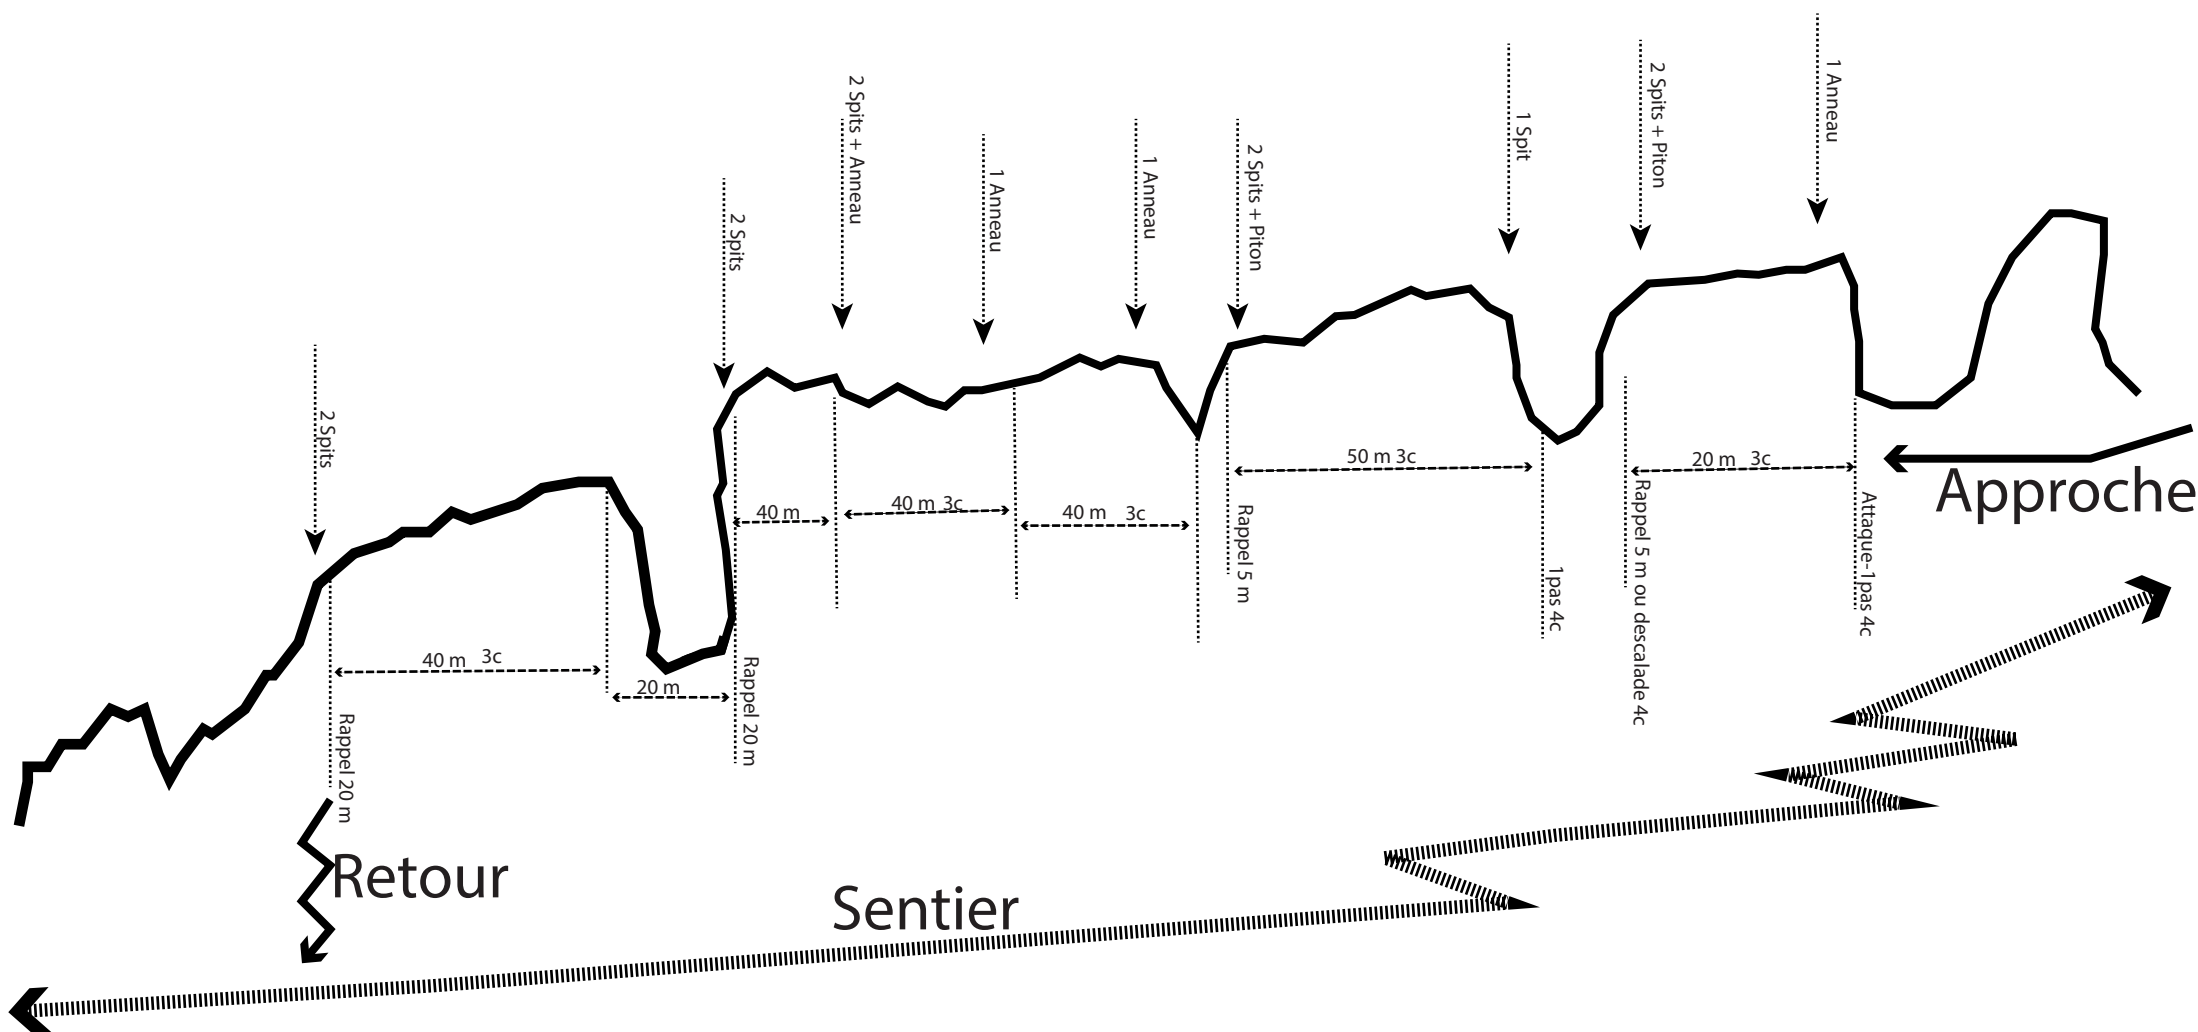 2 Spits
2 Spits
2 Spits + Anneau
1 Anneau
1 Anneau
2 Spits + Piton
1 Spit
2 Spits + Piton
1 Anneau
40 m 3c
20 m
40 m
40 m 3c
40 m 3c
50 m 3c
20 m 3c
Rappel 20 m
Rappel 20 m
Rappel 5 m
1pas 4c
Rappel 5 m ou descalade 4c
Attaque-1pas 4c
Approche
Retour
Sentier